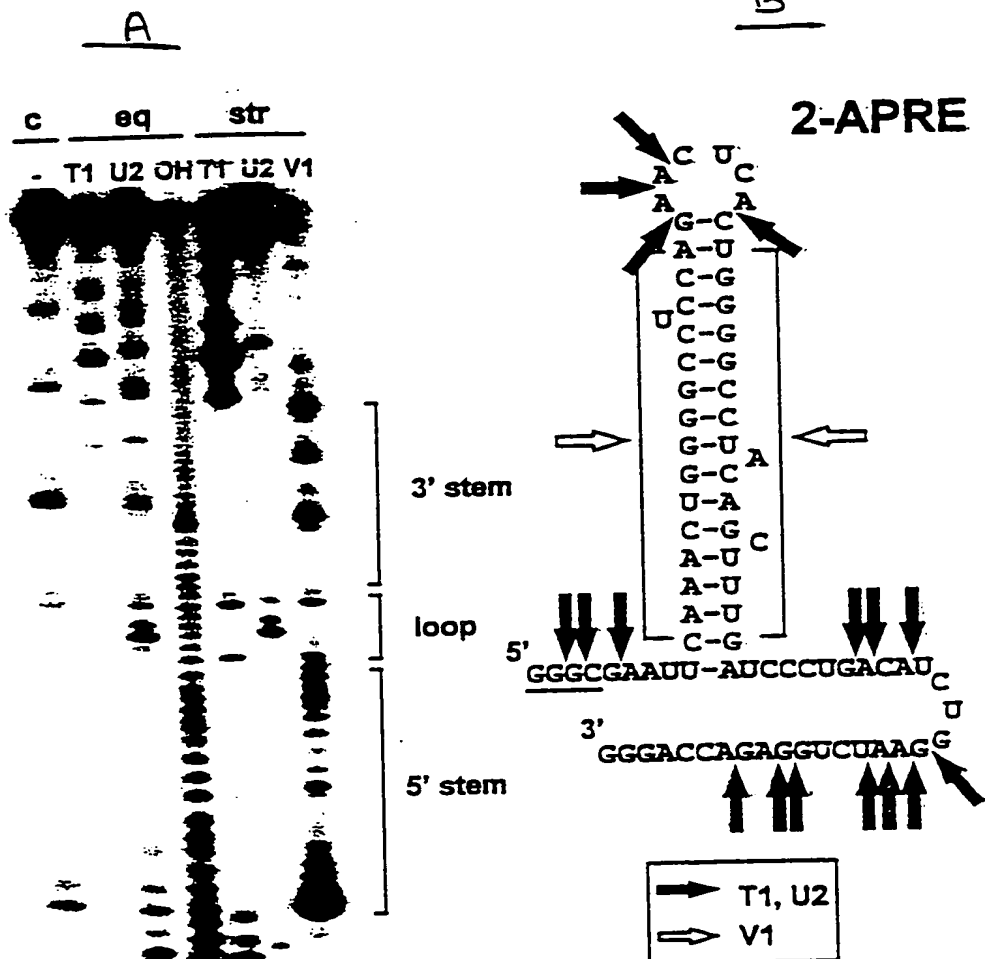 A
B
c eq str
- T1 U2 OH T1 U2 V1
3' stem
loop
5' stem
2-APRE
C U
A C
A A
G-C
A-U
C-G
U C-G
C-G
C-C
G-C
G-C
G-U A
G-C
U-A
C-G C
A-U
A-U
C-G
5'
GGGCGAAUU-AUCCCUGACAU
C
U
G
3'
GGGACCAGAGGUCUAAG
T1, U2
V1